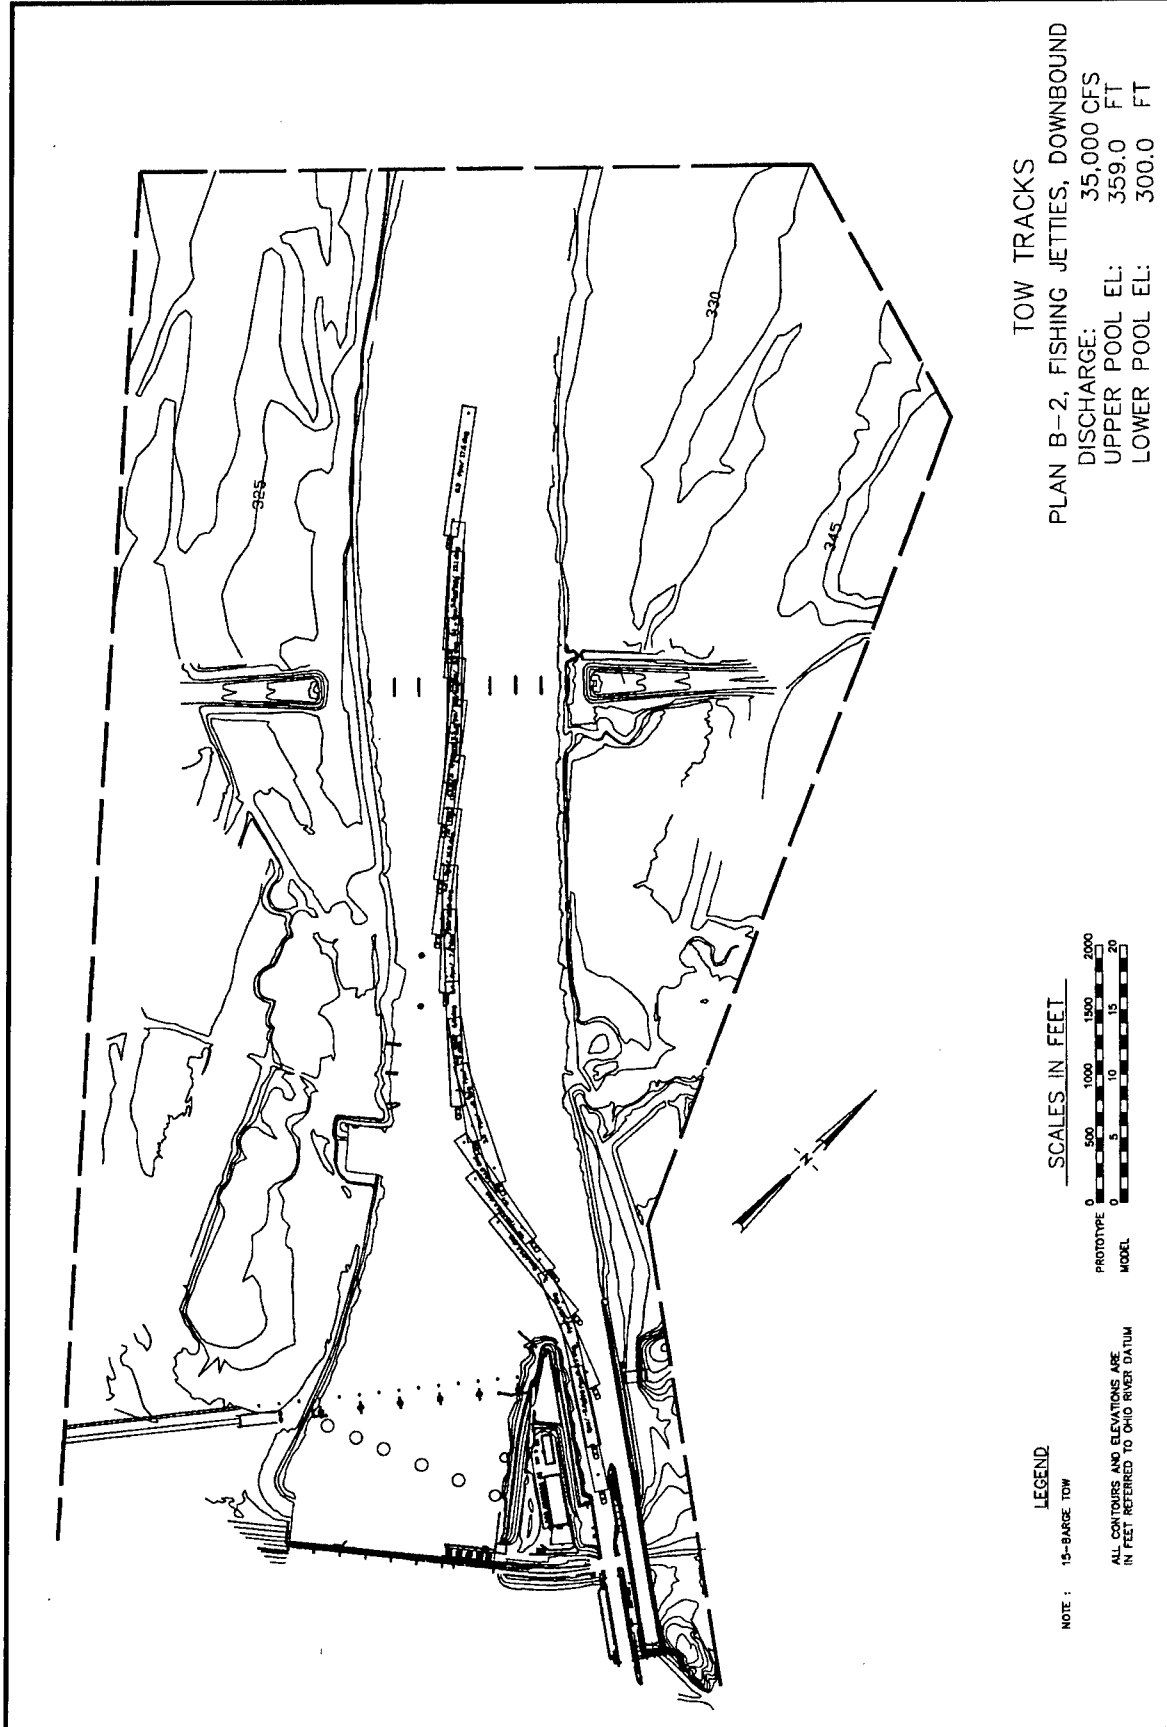 TOW TRACKS
PLAN B-2, FISHING JETTIES, DOWNBOUND
DISCHARGE: 35,000 CFS
UPPER POOL EL: 359.0 FT
LOWER POOL EL: 300.0 FT
325
330
345
N
SCALES IN FEET
PROTOTYPE 0 500 1000 1500 2000
MODEL 0 5 10 15 20
LEGEND
NOTE : 15-BARGE TOW
ALL CONTOURS AND ELEVATIONS ARE
IN FEET REFERRED TO OHIO RIVER DATUM